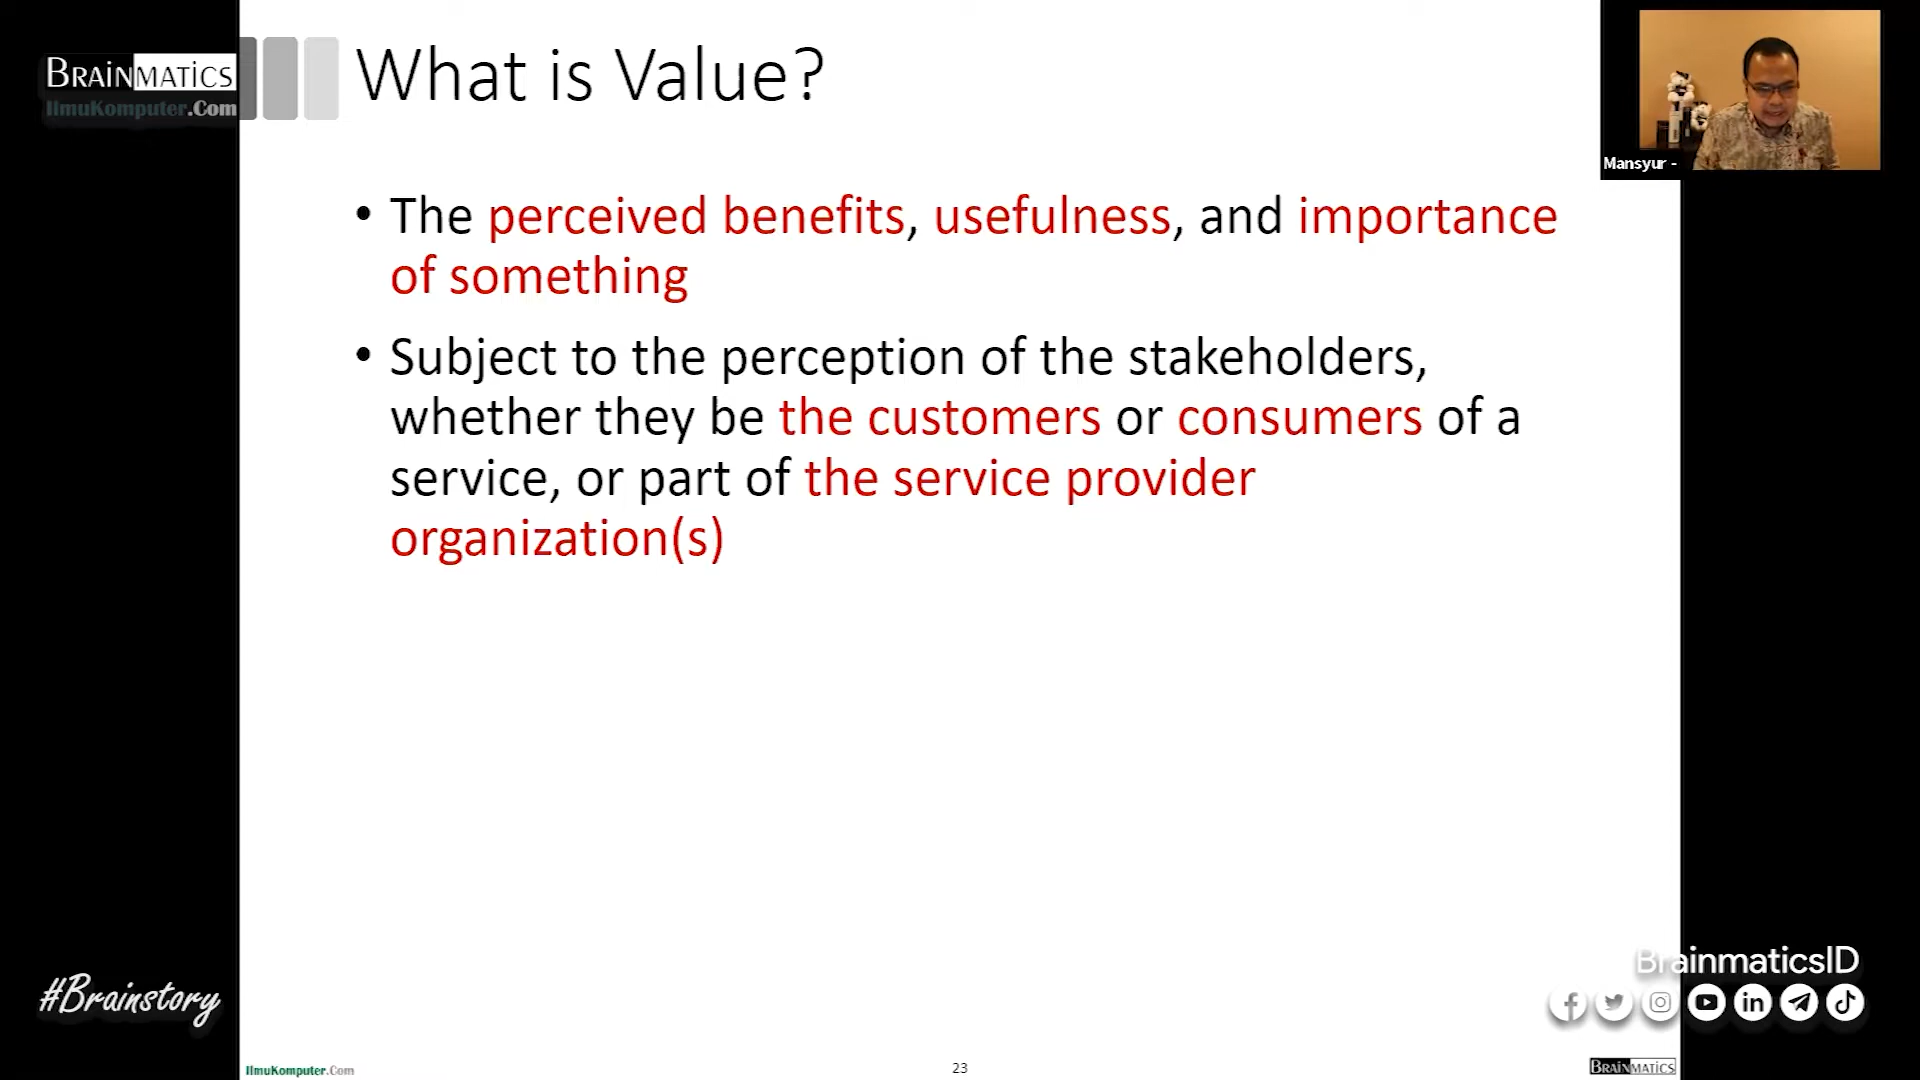 BRAINMATICS
IlmuKomputer.Com
What is Value?
Mansyur -
• The perceived benefits, usefulness, and importance
of something
• Subject to the perception of the stakeholders,
whether they be the customers or consumers of a
service, or part of the service provider
organization(s)
#Brainstory
BrainmaticsID
IlmuKomputer.Com
23
BRAINMATICS